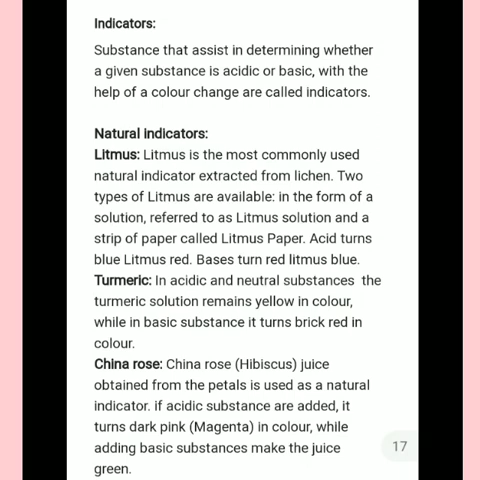 Indicators:
Substance that assist in determining whether
a given substance is acidic or basic, with the
help of a colour change are called indicators.
Natural indicators:
Litmus: Litmus is the most commonly used
natural indicator extracted from lichen. Two
types of Litmus are available: in the form of a
solution, referred to as Litmus solution and a
strip of paper called Litmus Paper. Acid turns
blue Litmus red. Bases turn red litmus blue.
Turmeric: In acidic and neutral substances the
turmeric solution remains yellow in colour,
while in basic substance it turns brick red in
colour.
China rose: China rose (Hibiscus) juice
obtained from the petals is used as a natural
indicator. if acidic substance are added, it
turns dark pink (Magenta) in colour, while
adding basic substances make the juice
green.
17